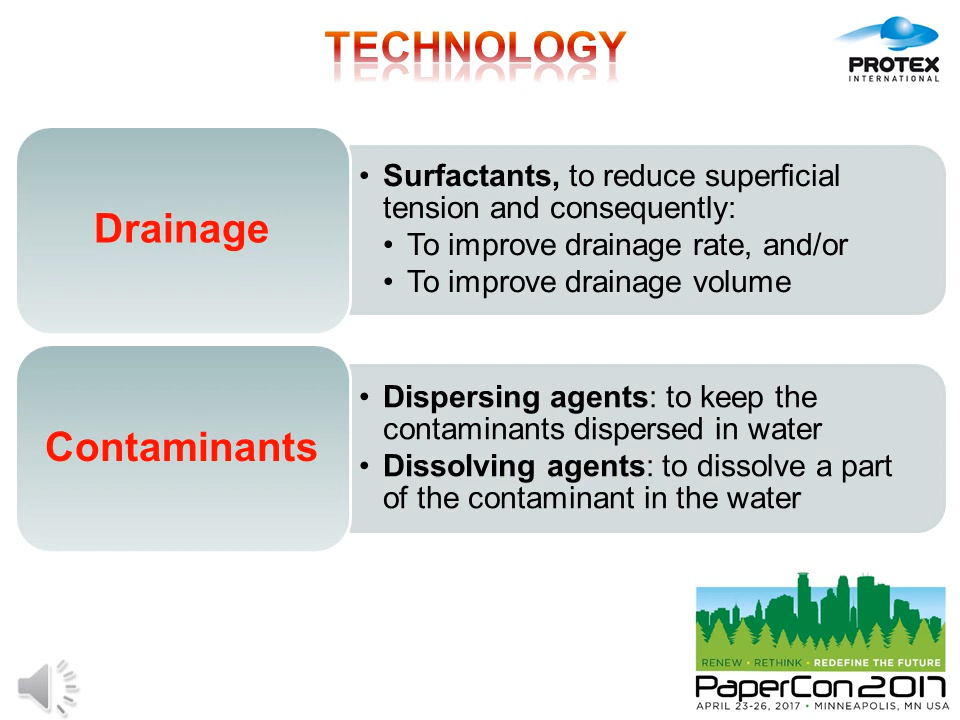 TECHNOLOGY
PROTEX
INTERNATIONAL
Drainage
• Surfactants, to reduce superficial
tension and consequently:
• To improve drainage rate, and/or
• To improve drainage volume
Contaminants
• Dispersing agents: to keep the
contaminants dispersed in water
• Dissolving agents: to dissolve a part
of the contaminant in the water
RENEW • RETHINK • REDEFINE THE FUTURE
PaperCon 2017
APRIL 23-26, 2017 • MINNEAPOLIS, MN USA